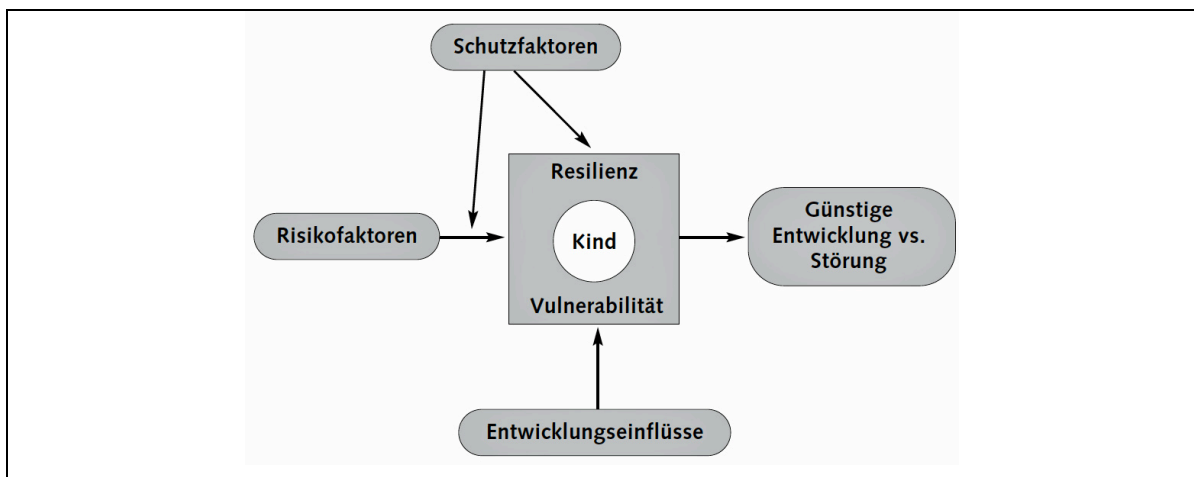 Schutzfaktoren
Resilienz
Risikofaktoren
Kind
Günstige
Entwicklung vs.
Störung
Vulnerabilität
Entwicklungseinflüsse